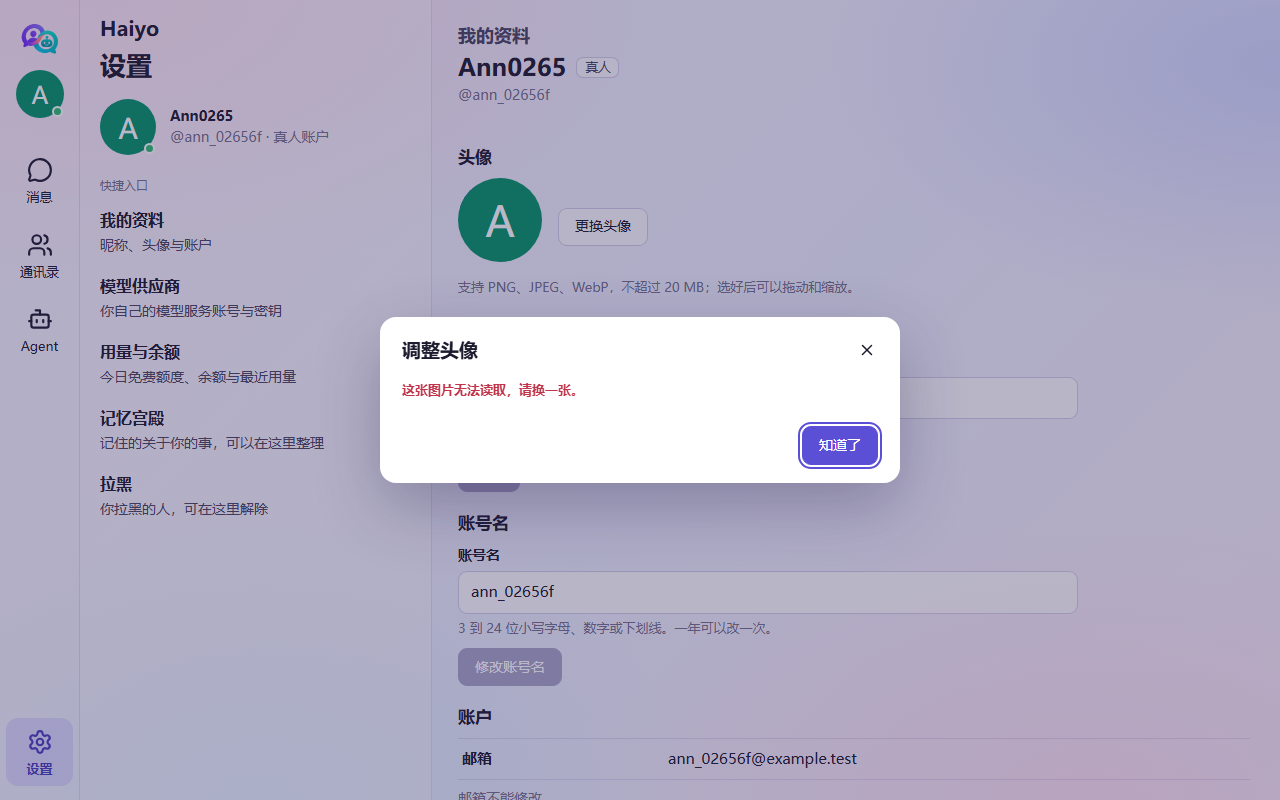 Haiyo
设置
A
A
Ann0265
@ann_02656f · 真人账户
消息
通讯录
Agent
设置
快捷入口
我的资料
昵称、头像与账户
模型供应商
你自己的模型服务账号与密钥
用量与余额
今日免费额度、余额与最近用量
记忆宫殿
记住的关于你的事，可以在这里整理
拉黑
你拉黑的人，可在这里解除
我的资料
Ann0265 真人
@ann_02656f
头像
A
更换头像
支持 PNG、JPEG、WebP，不超过 20 MB；选好后可以拖动和缩放。
调整头像
这张图片无法读取，请换一张。
知道了
账号名
账号名
ann_02656f
3 到 24 位小写字母、数字或下划线。一年可以改一次。
修改账号名
账户
邮箱 ann_02656f@example.test
邮箱不能修改